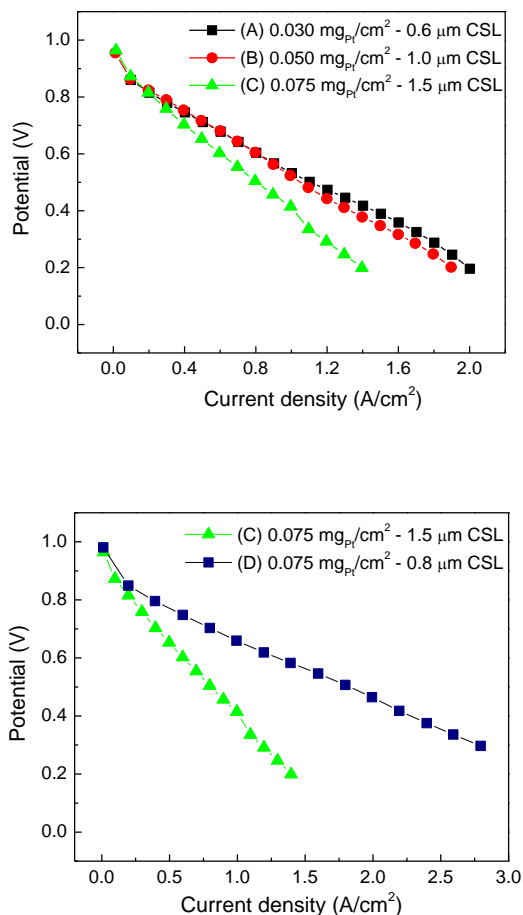 (A) 0.030 mgPt/cm² - 0.6 μm CSL
(B) 0.050 mgPt/cm² - 1.0 μm CSL
(C) 0.075 mgPt/cm² - 1.5 μm CSL
Potential (V)
1.0
0.8
0.6
0.4
0.2
0.0
0.0 0.4 0.8 1.2 1.6 2.0
Current density (A/cm²)
(C) 0.075 mgPt/cm² - 1.5 μm CSL
(D) 0.075 mgPt/cm² - 0.8 μm CSL
Potential (V)
1.0
0.8
0.6
0.4
0.2
0.0
0.0 0.5 1.0 1.5 2.0 2.5 3.0
Current density (A/cm²)